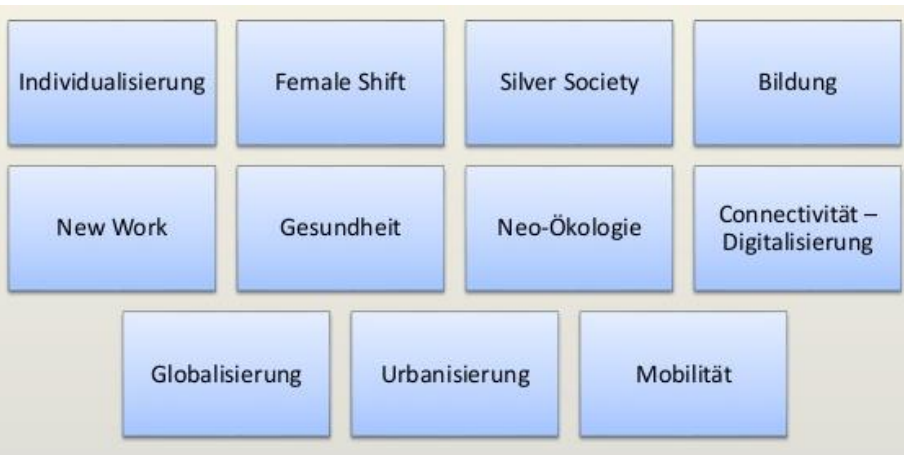 Individualisierung
Female Shift
Silver Society
Bildung
New Work
Gesundheit
Neo-Ökologie
Connectivität –
Digitalisierung
Globalisierung
Urbanisierung
Mobilität